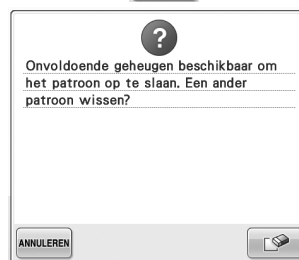 Onvoldoende geheugen beschikbaar om
het patroon op te slaan. Een ander
patroon wissen?
ANNULEREN